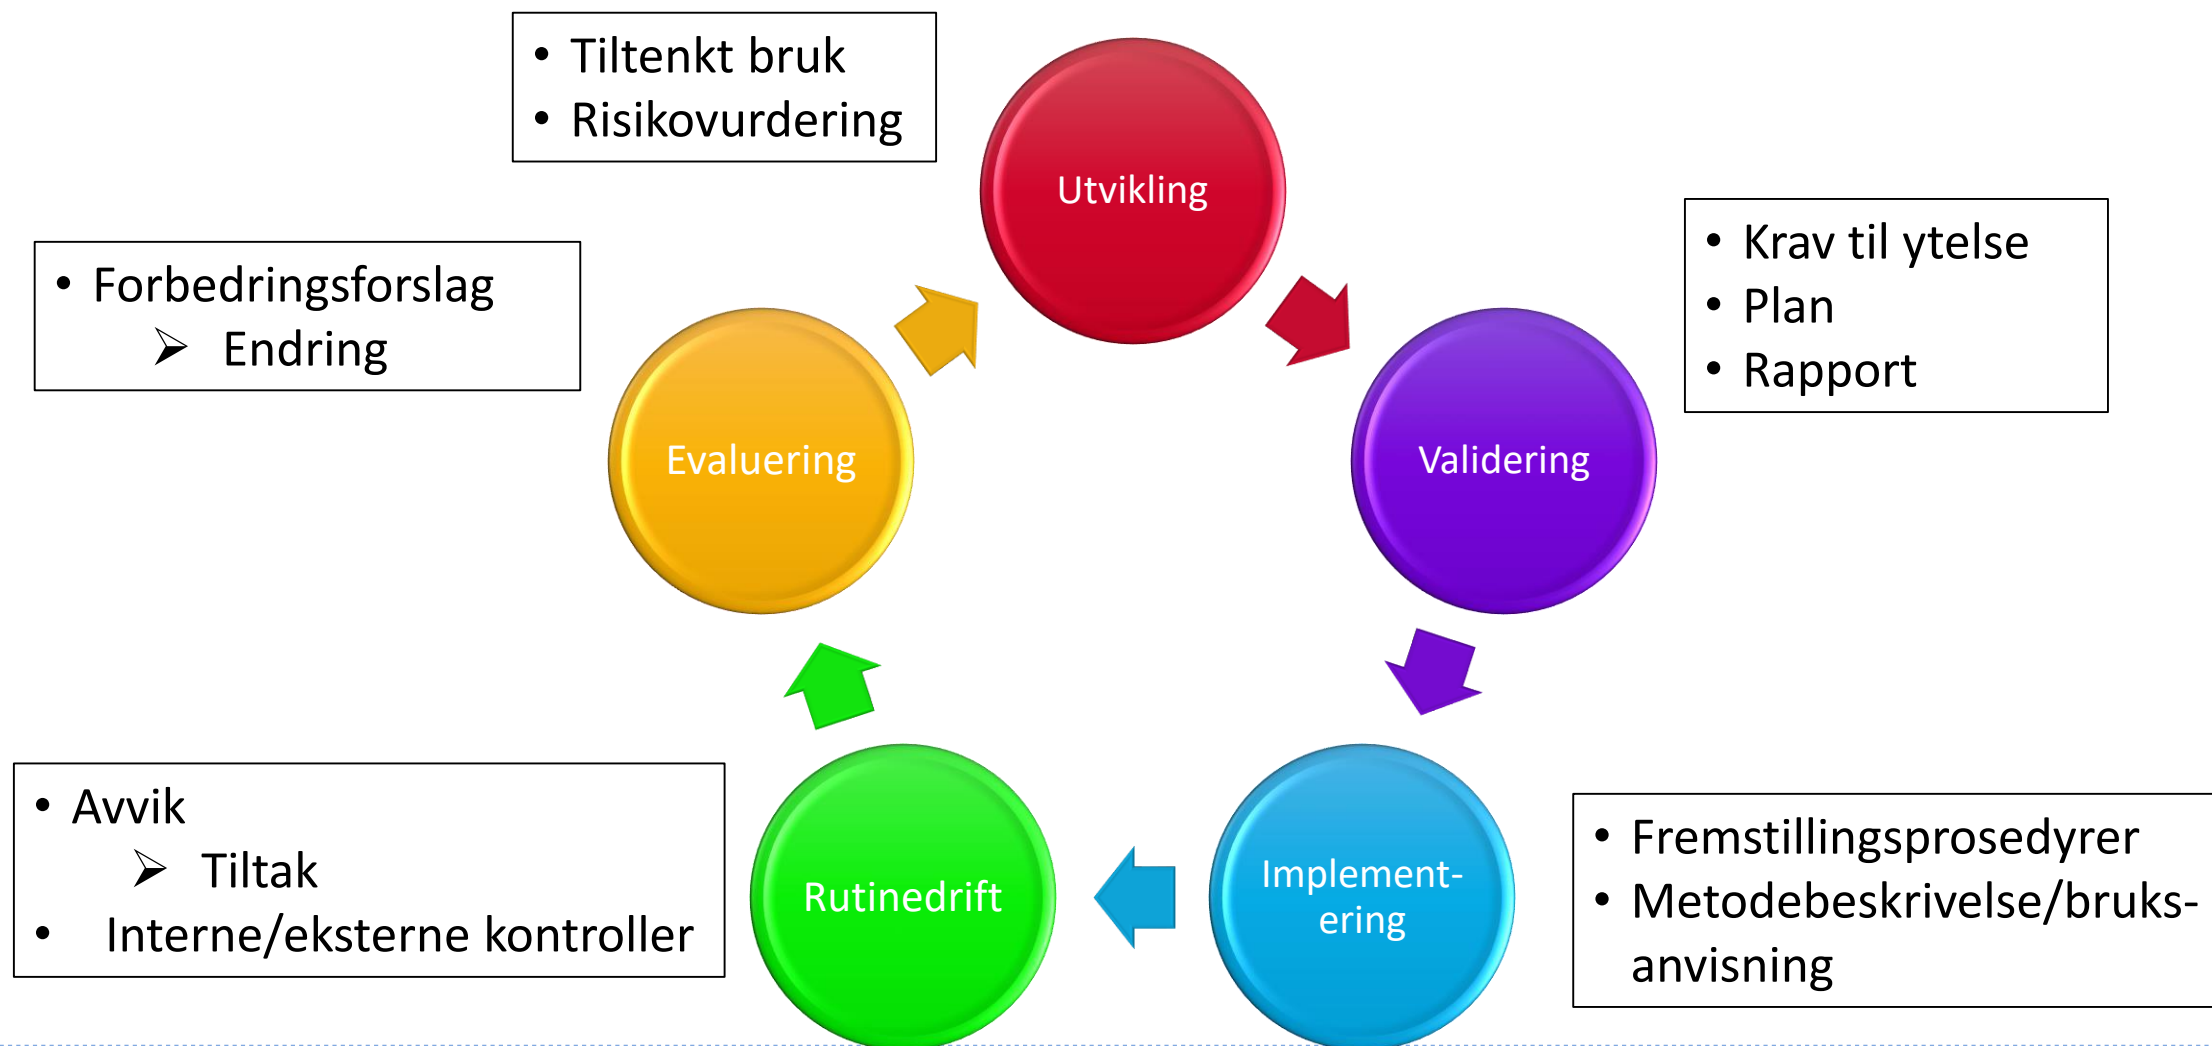 • Tiltenkt bruk
• Risikovurdering
Utvikling
• Krav til ytelse
• Plan
• Rapport
• Forbedringsforslag
➢ Endring
Evaluering
Validering
• Avvik
➢ Tiltak
• Interne/eksterne kontroller
Rutinedrift
Implement-
ering
• Fremstillingsprosedyrer
• Metodebeskrivelse/bruks-
anvisning